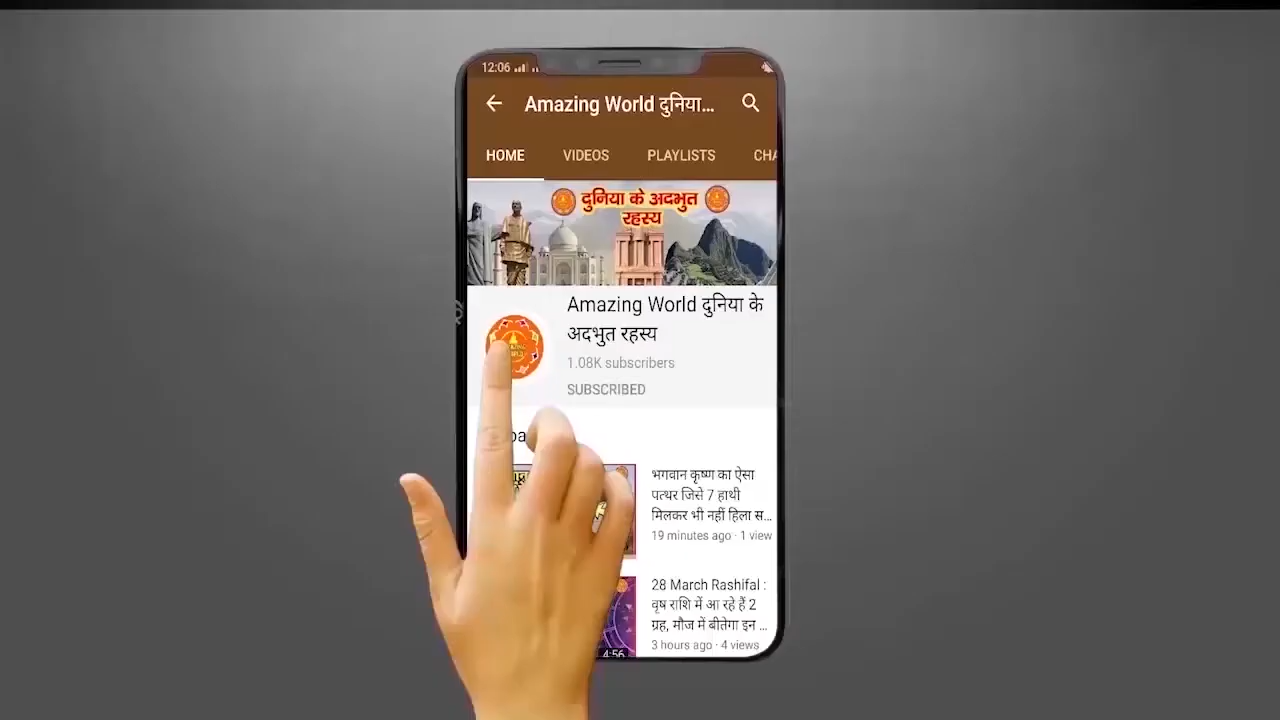 12:06
Amazing World दुनिया...
HOME VIDEOS PLAYLISTS CHA
दुनिया के अदभुत
रहस्य
Amazing World दुनिया के
अदभुत रहस्य
1.08K subscribers
SUBSCRIBED
भगवान कृष्ण का ऐसा
पत्थर जिसे 7 हाथी
मिलकर भी नहीं हिला स...
19 minutes ago · 1 view
28 March Rashifal :
वृष राशि में आ रहे हैं 2
ग्रह, मौज में बीतेगा इन ...
3 hours ago · 4 views
4:56